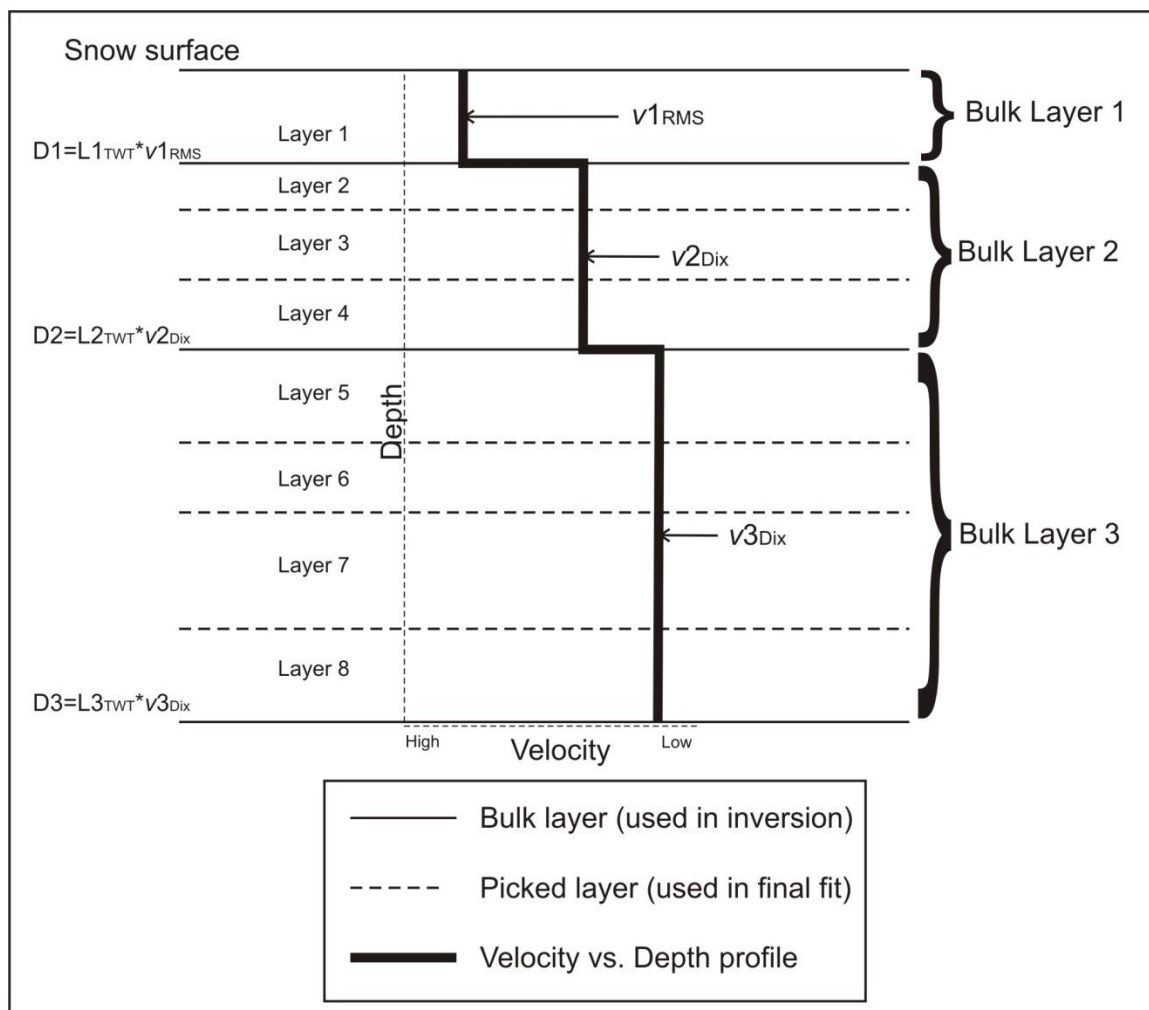 Snow surface
v1RMS
Bulk Layer 1
Layer 1
D1=L1TWT*v1RMS
Layer 2
Layer 3
v2Dix
Bulk Layer 2
Layer 4
D2=L2TWT*v2Dix
Layer 5
Depth
Layer 6
v3Dix
Bulk Layer 3
Layer 7
Layer 8
D3=L3TWT*v3Dix
High
Velocity
Low
Bulk layer (used in inversion)
Picked layer (used in final fit)
Velocity vs. Depth profile